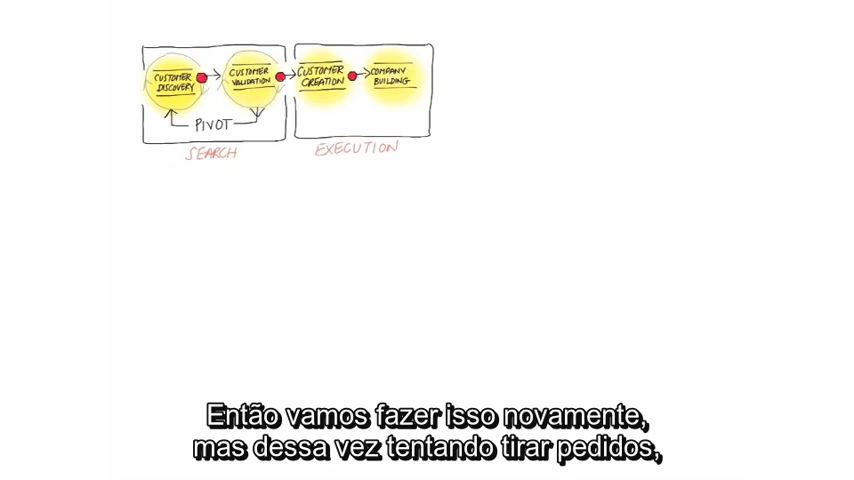 CUSTOMER
DISCOVERY
CUSTOMER
VALIDATION
CUSTOMER
CREATION
COMPANY
BUILDING
PIVOT
SEARCH
EXECUTION
Então vamos fazer isso novamente,
mas dessa vez tentando tirar pedidos,